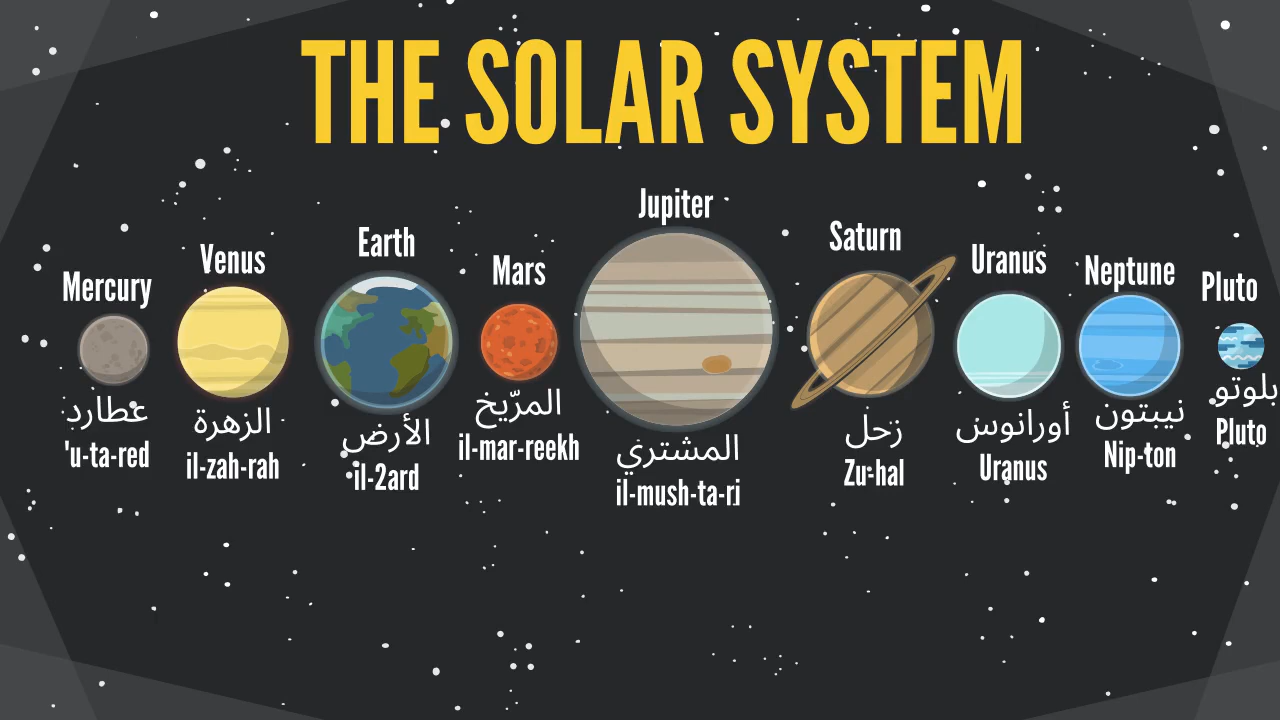 THE SOLAR SYSTEM
Mercury
عطارد
'u-ta-red
Venus
الزهرة
il-zah-rah
Earth
الأرض
il-2ard
Mars
المرّيخ
il-mar-reekh
Jupiter
المشتري
il-mush-ta-ri
Saturn
زحل
Zu-hal
Uranus
أورانوس
Uranus
Neptune
نيبتون
Nip-ton
Pluto
بلوتو
Pluto